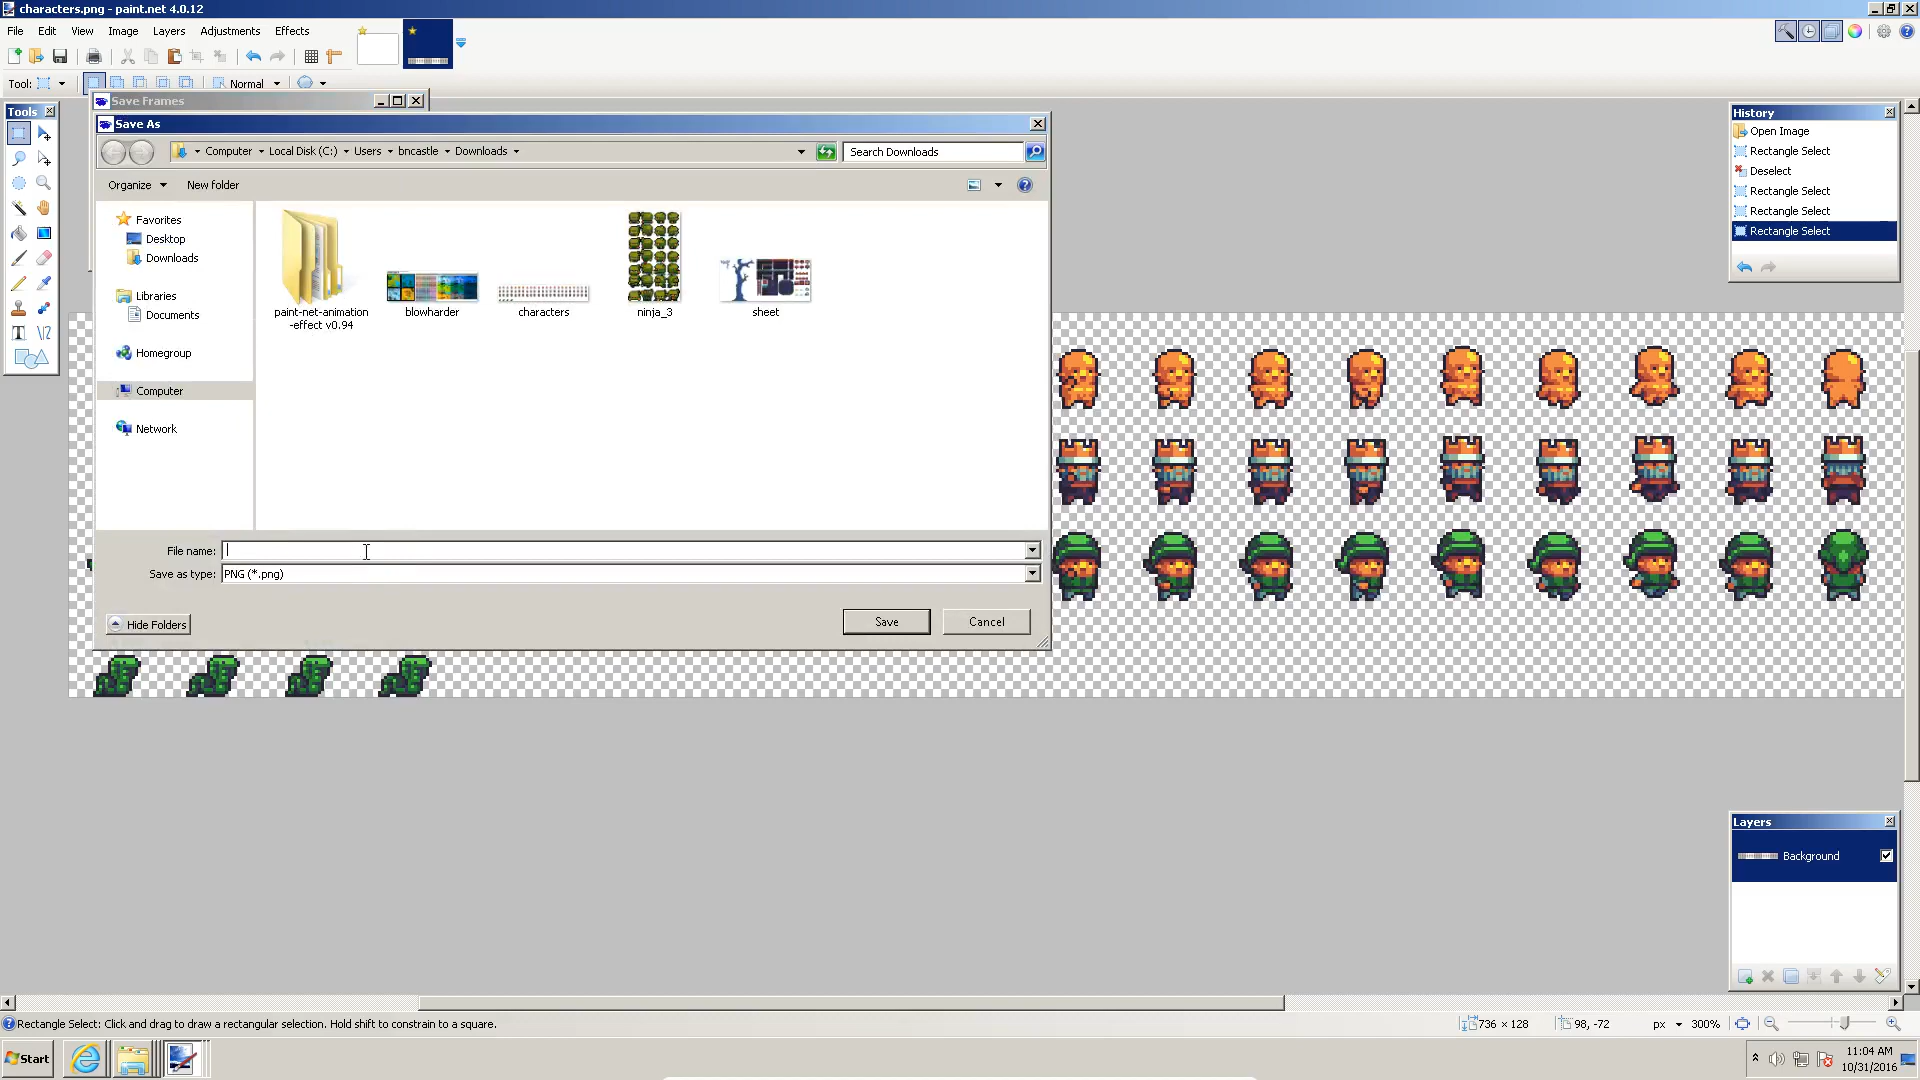 characters.png - paint.net 4.0.12
File Edit View Image Layers Adjustments Effects
Tool: Normal
Tools
Save Frames
Save As
Computer Local Disk (C:) Users bncastle Downloads
Search Downloads
Organize New folder
Favorites
Desktop
Downloads
Libraries
Documents
Homegroup
Computer
Network
paint-net-animation
-effect v0.94
blowharder
characters
ninja_3
sheet
File name:
Save as type: PNG (*.png)
Hide Folders
Save
Cancel
History
Open Image
Rectangle Select
Deselect
Rectangle Select
Rectangle Select
Rectangle Select
Layers
Background
Rectangle Select: Click and drag to draw a rectangular selection. Hold shift to constrain to a square.
736 × 128
98, -72
px
300%
Start
11:04 AM
10/31/2016